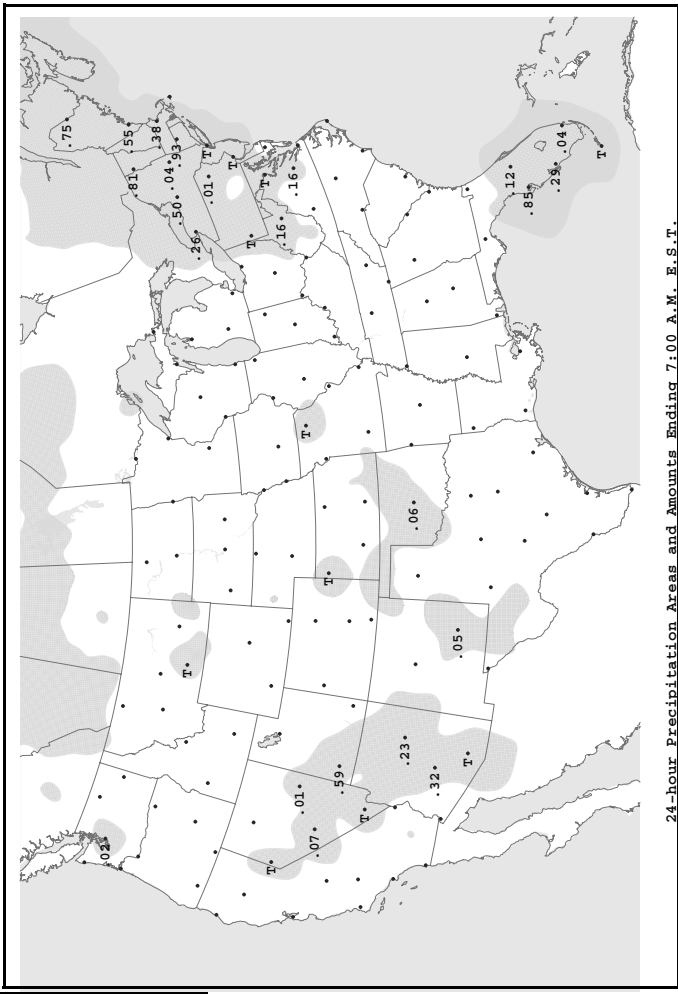 .75
.02
.55
.81
.38
.04
.93
.50
T
.26
T
.01
T
T
T
T
.16
.16
.01
T
.07
T
.59
T
.23
.06
.32
.05
T
.12
.85
.29
.04
T
24-hour Precipitation Areas and Amounts Ending 7:00 A.M. E.S.T.